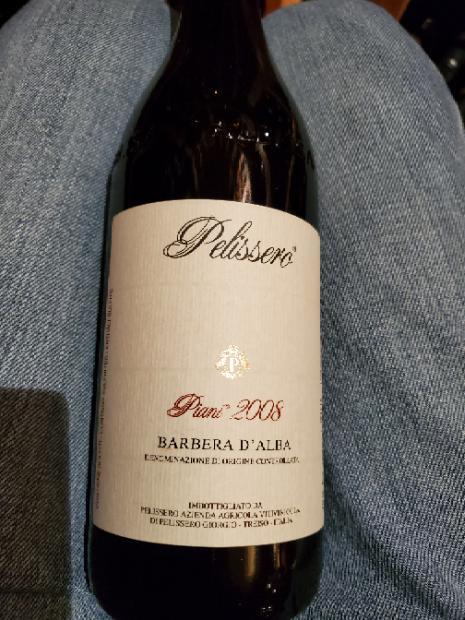 Pelissero®
P
Piani™ 2008
BARBERA D'ALBA
DENOMINAZIONE DI ORIGINE CONTROLLATA
IMBOTTIGLIATO DA
PELISSERO AZIENDA AGRICOLA VITIVINICOLA
DI PELISSERO GIORGIO - TREISO - ITALIA